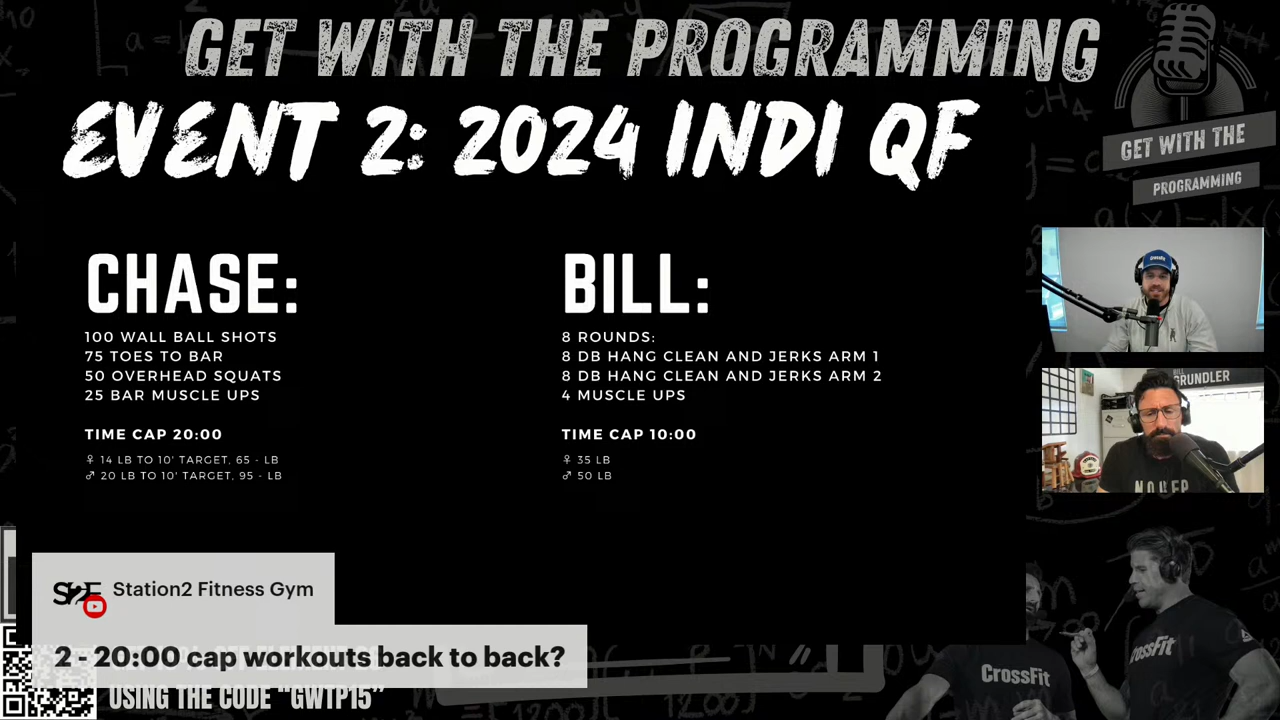 GET WITH THE PROGRAMMING
EVENT 2: 2024 INDI QF
GET WITH THE
PROGRAMMING
CHASE:
100 WALL BALL SHOTS
75 TOES TO BAR
50 OVERHEAD SQUATS
25 BAR MUSCLE UPS
TIME CAP 20:00
♀ 14 LB TO 10' TARGET, 65 - LB
♂ 20 LB TO 10' TARGET, 95 - LB
BILL:
8 ROUNDS:
8 DB HANG CLEAN AND JERKS ARM 1
8 DB HANG CLEAN AND JERKS ARM 2
4 MUSCLE UPS
TIME CAP 10:00
♀ 35 LB
♂ 50 LB
CrossFit
BILL
GRUNDLER
S2F
Station2 Fitness Gym
2 - 20:00 cap workouts back to back?
USING THE CODE "GWTP15"
CrossFit
CrossFit